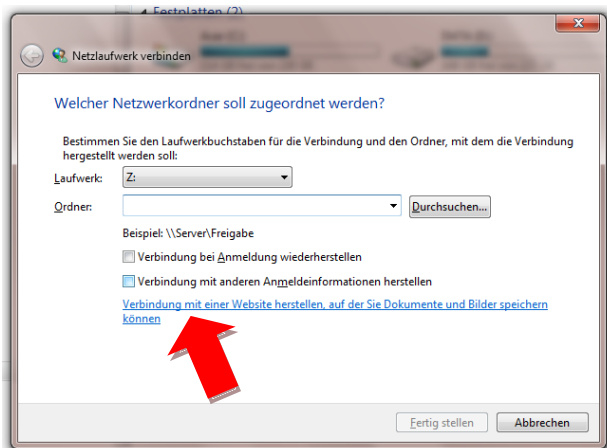 Festplatten (2)
Netzlaufwerk verbinden
Welcher Netzwerkordner soll zugeordnet werden?
Bestimmen Sie den Laufwerkbuchstaben für die Verbindung und den Ordner, mit dem die Verbindung
hergestellt werden soll:
Laufwerk: Z:
Ordner: Durchsuchen...
Beispiel: \\Server\Freigabe
Verbindung bei Anmeldung wiederherstellen
Verbindung mit anderen Anmeldeinformationen herstellen
Verbindung mit einer Website herstellen, auf der Sie Dokumente und Bilder speichern
können
Fertig stellen Abbrechen